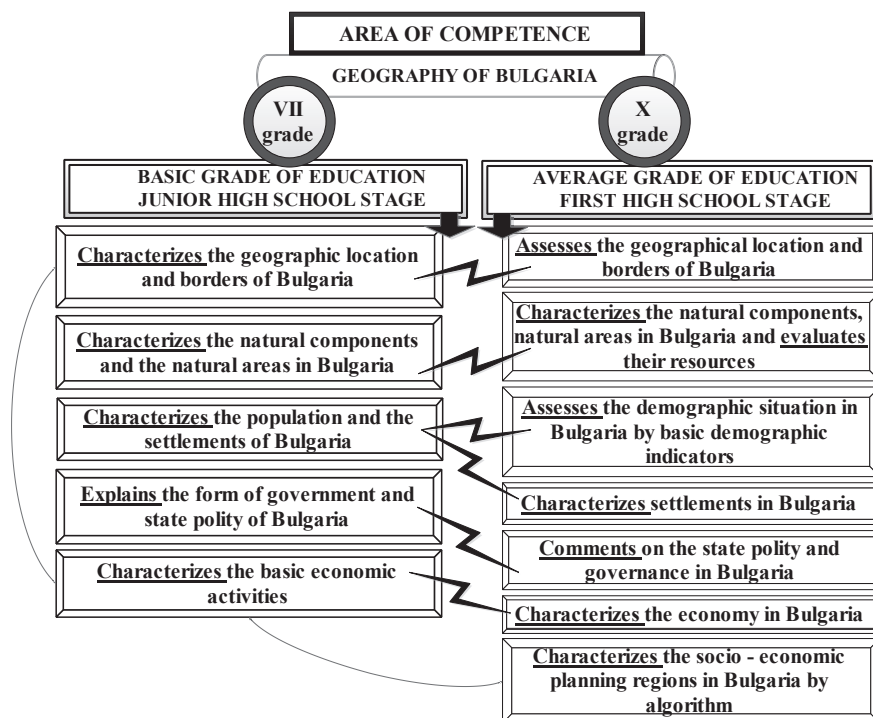 AREA OF COMPETENCE
GEOGRAPHY OF BULGARIA
VII
grade
X
grade
BASIC GRADE OF EDUCATION
JUNIOR HIGH SCHOOL STAGE
AVERAGE GRADE OF EDUCATION
FIRST HIGH SCHOOL STAGE
Characterizes the geographic location
and borders of Bulgaria
Characterizes the natural components
and the natural areas in Bulgaria
Characterizes the population and the
settlements of Bulgaria
Explains the form of government and
state polity of Bulgaria
Characterizes the basic economic
activities
Assesses the geographical location and
borders of Bulgaria
Characterizes the natural components,
natural areas in Bulgaria and evaluates
their resources
Assesses the demographic situation in
Bulgaria by basic demographic
indicators
Characterizes settlements in Bulgaria
Comments on the state polity and
governance in Bulgaria
Characterizes the economy in Bulgaria
Characterizes the socio - economic
planning regions in Bulgaria by
algorithm